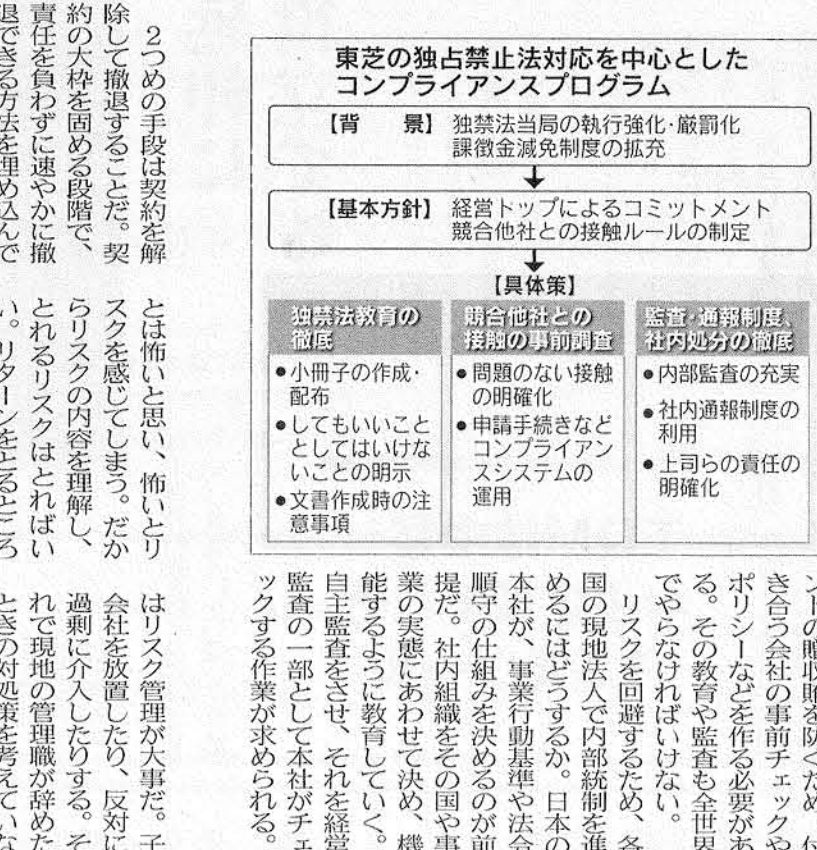 東芝の独占禁止法対応を中心とした
コンプライアンスプログラム
【背　景】 独禁法当局の執行強化・厳罰化
課徴金減免制度の拡充
【基本方針】 経営トップによるコミットメント
競合他社との接触ルールの制定
【具体策】
独禁法教育の
徹底
●小冊子の作成・
配布
●してもいいこと
としてはいけな
いことの明示
●文書作成時の注
意事項
競合他社との
接触の事前調査
●問題のない接触
の明確化
●申請手続きなど
コンプライアン
スシステムの
運用
監査・通報制度、
社内処分の徹底
●内部監査の充実
●社内通報制度の
利用
●上司らの責任の
明確化
ントの贈収賄を防ぐため、付
き合う会社の事前チェックや
ポリシーなどを作る必要があ
る。その教育や監査も全世界
でやらなければいけない。
リスクを回避するため、各
国の現地法人で内部統制を進
めるにはどうするか。日本の
本社が、事業行動基準や法令
順守の仕組みを決めるのが前
提だ。社内組織をその国や事
業の実態にあわせて決め、機
能するように教育していく。
自主監査をさせ、それを経営
監査の一部として本社がチェ
ックする作業が求められる。
２つめの手段は契約を解
除して撤退することだ。契
約の大枠を固める段階で、
責任を負わずに速やかに撤
退できる方法を埋め込んで
とは怖いと思い、怖いとリ
スクを感じてしまう。だか
らリスクの内容を理解し、
とれるリスクはとればい
い。リターンをとるところ
はリスク管理が大事だ。子
会社を放置したり、反対に
過剰に介入したりする。そ
れで現地の管理職が辞めた
ときの対処策を考えていな